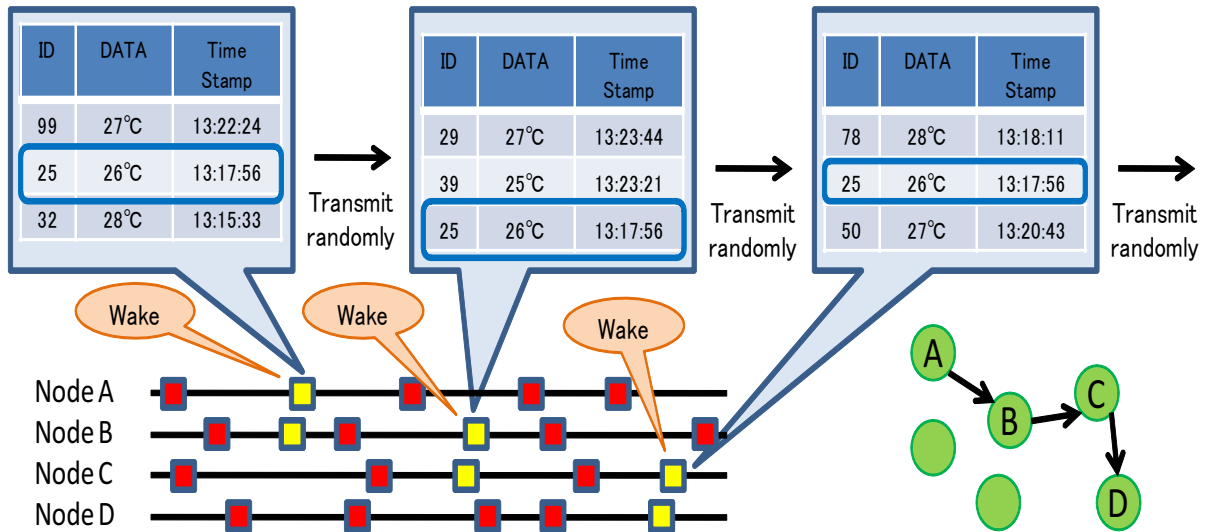 ID DATA Time Stamp
99 27℃ 13:22:24
25 26℃ 13:17:56
32 28℃ 13:15:33
Transmit
randomly
ID DATA Time Stamp
29 27℃ 13:23:44
39 25℃ 13:23:21
25 26℃ 13:17:56
Transmit
randomly
ID DATA Time Stamp
78 28℃ 13:18:11
25 26℃ 13:17:56
50 27℃ 13:20:43
Transmit
randomly
Wake
Wake
Wake
Node A
Node B
Node C
Node D
A
B
C
D